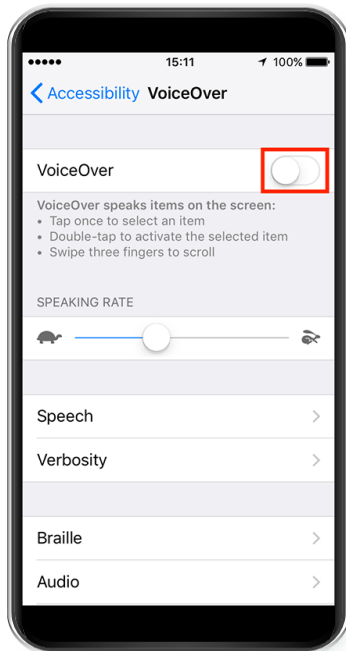 15:11
100%
Accessibility VoiceOver
VoiceOver
VoiceOver speaks items on the screen:
• Tap once to select an item
• Double-tap to activate the selected item
• Swipe three fingers to scroll
SPEAKING RATE
Speech
Verbosity
Braille
Audio